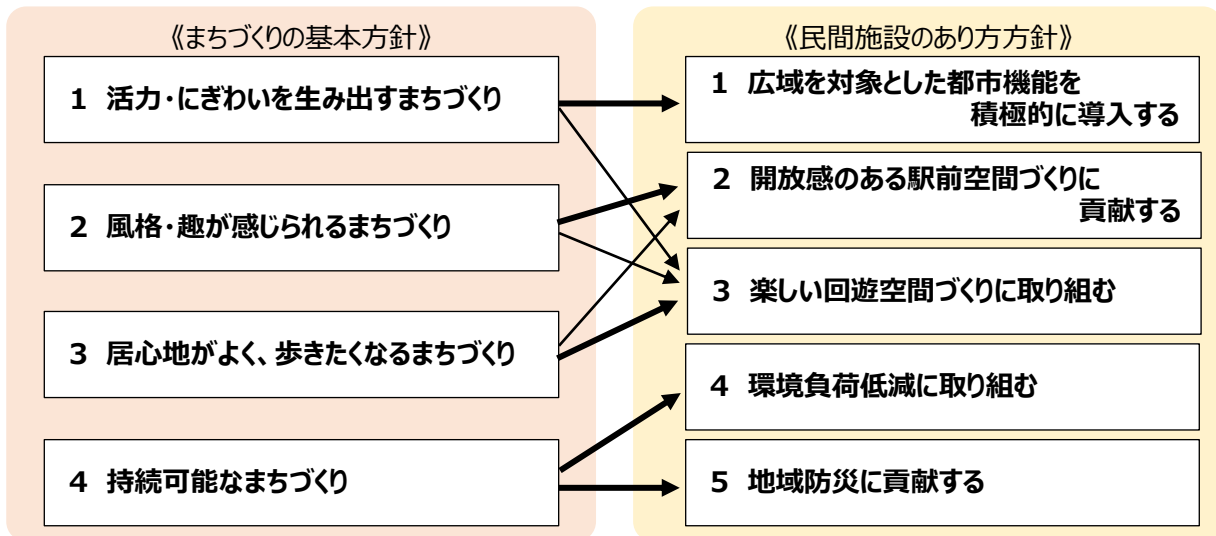 《まちづくりの基本方針》
1 活力・にぎわいを生み出すまちづくり
2 風格・趣が感じられるまちづくり
3 居心地がよく、歩きたくなるまちづくり
4 持続可能なまちづくり
《民間施設のあり方方針》
1 広域を対象とした都市機能を
積極的に導入する
2 開放感のある駅前空間づくりに
貢献する
3 楽しい回遊空間づくりに取り組む
4 環境負荷低減に取り組む
5 地域防災に貢献する